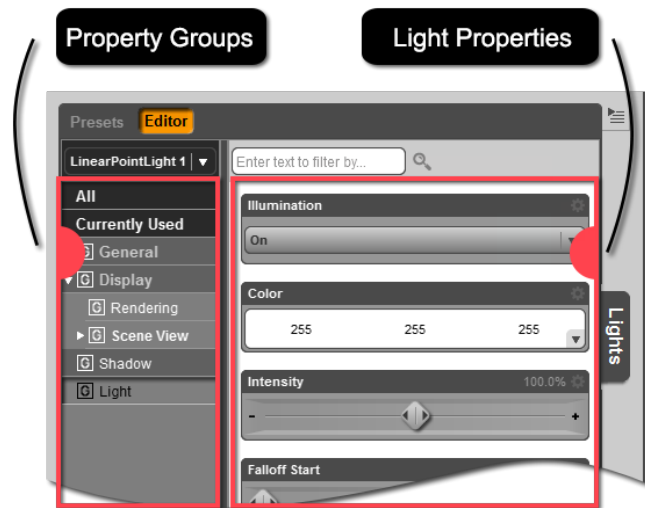 Property Groups
Light Properties
Presets Editor
LinearPointLight 1
Enter text to filter by...
All
Currently Used
G General
G Display
G Rendering
G Scene View
G Shadow
G Light
Illumination
On
Color
255 255 255
Intensity 100.0%
- +
Falloff Start
Lights